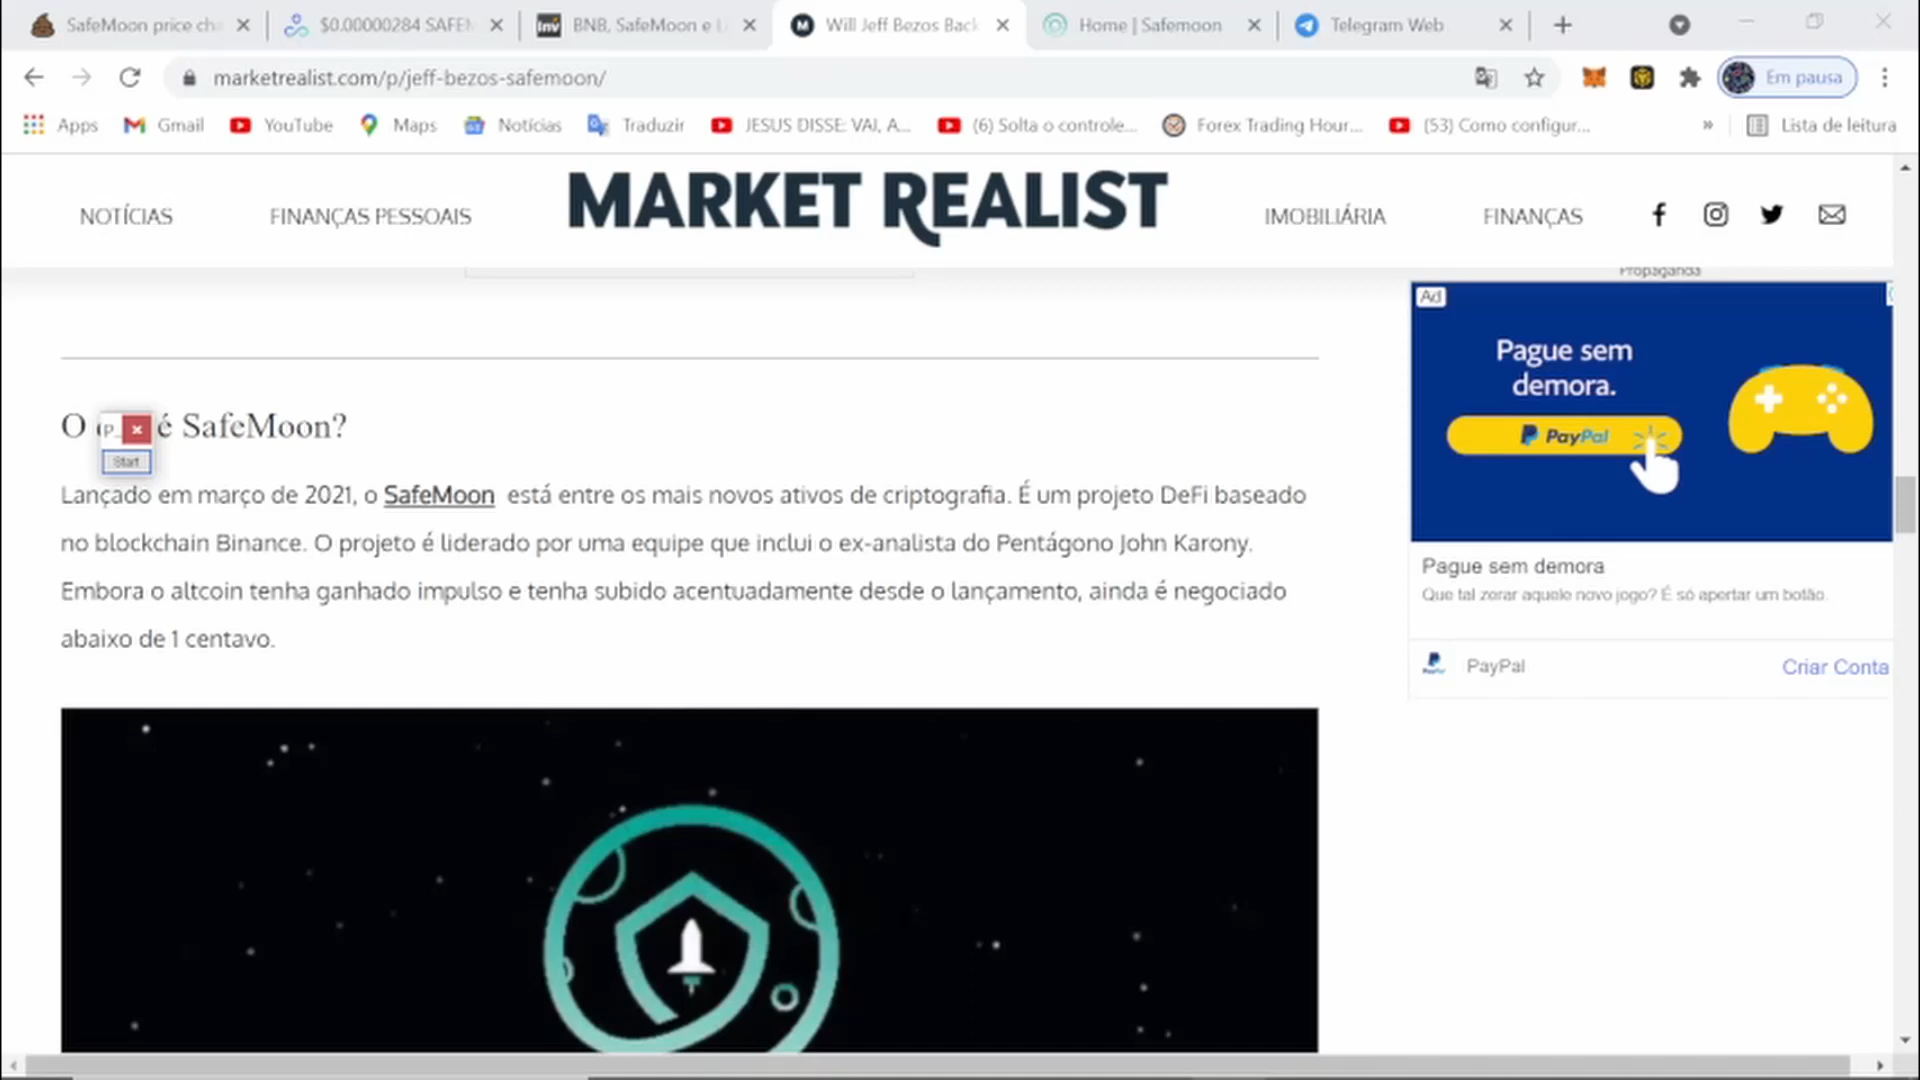 SafeMoon price cha
$0.00000284 SAFEM
BNB, SafeMoon e L
Will Jeff Bezos Back
Home | Safemoon
Telegram Web
marketrealist.com/p/jeff-bezos-safemoon/
Em pausa
Apps
Gmail
YouTube
Maps
Notícias
Traduzir
JESUS DISSE: VAI, A...
(6) Solta o controle...
Forex Trading Hour...
(53) Como configur...
»
Lista de leitura
NOTÍCIAS
FINANÇAS PESSOAIS
MARKET REALIST
IMOBILIÁRIA
FINANÇAS
Propaganda
Ad
Pague sem
demora.
PayPal
O é SafeMoon?
P...
Start
Lançado em março de 2021, o SafeMoon está entre os mais novos ativos de criptografia. É um projeto DeFi baseado
no blockchain Binance. O projeto é liderado por uma equipe que inclui o ex-analista do Pentágono John Karony.
Embora o altcoin tenha ganhado impulso e tenha subido acentuadamente desde o lançamento, ainda é negociado
abaixo de 1 centavo.
Pague sem demora
Que tal zerar aquele novo jogo? É só apertar um botão.
PayPal
Criar Conta